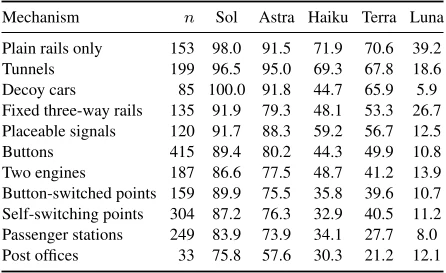 Mechanism n Sol Astra Haiku Terra Luna
Plain rails only 153 98.0 91.5 71.9 70.6 39.2
Tunnels 199 96.5 95.0 69.3 67.8 18.6
Decoy cars 85 100.0 91.8 44.7 65.9 5.9
Fixed three-way rails 135 91.9 79.3 48.1 53.3 26.7
Placeable signals 120 91.7 88.3 59.2 56.7 12.5
Buttons 415 89.4 80.2 44.3 49.9 10.8
Two engines 187 86.6 77.5 48.7 41.2 13.9
Button-switched points 159 89.9 75.5 35.8 39.6 10.7
Self-switching points 304 87.2 76.3 32.9 40.5 11.2
Passenger stations 249 83.9 73.9 34.1 27.7 8.0
Post offices 33 75.8 57.6 30.3 21.2 12.1